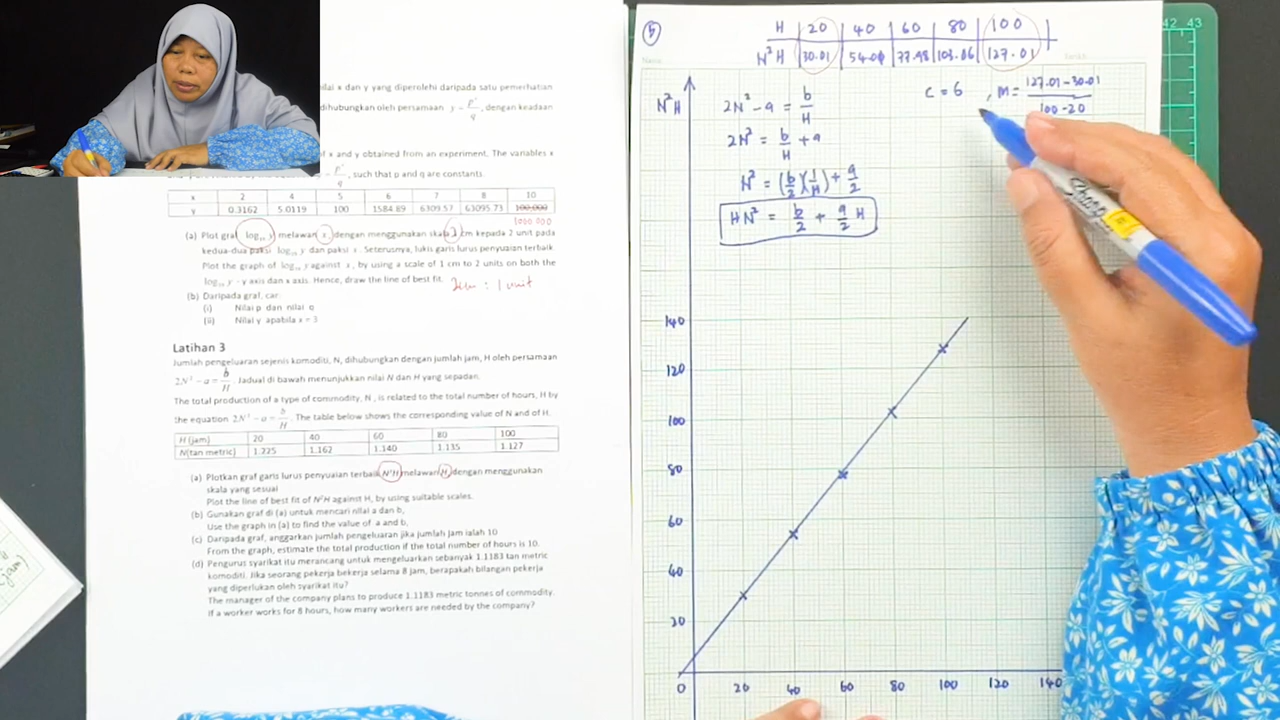 x dan y yang diperolehi daripada satu pemerhatian
dihubungkan oleh persamaan y = p^x/q, dengan keadaan
of x and y obtained from an experiment. The variables x
p^x/q, such that p and q are constants
x 2 4 5 6 7 8 10
y 0.3162 5.0119 100 1584.89 6309.57 63095.73 100.000
1000 000
(a) Plot graf log10 y melawan x, dengan menggunakan skala 1 cm kepada 2 unit pada
kedua-dua paksi log10 y dan paksi x. Seterusnya, lukis garis lurus penyuaian terbaik
Plot the graph of log10 y against x, by using a scale of 1 cm to 2 units on both the
log10 y – y axis dan x axis. Hence, draw the line of best fit.
2cm : 1 unit
(b) Daripada graf, car
(i) Nilai p dan nilai q
(ii) Nilai y apabila x = 3
Latihan 3
Jumlah pengeluaran sejenis komoditi, N, dihubungkan dengan jumlah jam, H oleh persamaan
2N² - a = b/H. Jadual di bawah menunjukkan nilai N dan H yang sepadan.
The total production of a type of commodity, N, is related to the total number of hours, H by
the equation 2N² - a = b/H. The table below shows the corresponding value of N and of H.
H (jam) 20 40 60 80 100
N(tan metric) 1.225 1.162 1.140 1.135 1.127
(a) Plotkan graf garis lurus penyuaian terbaik N²H melawan H dengan menggunakan
skala yang sesuai
Plot the line of best fit of N²H against H, by using suitable scales.
(b) Gunakan graf di (a) untuk mencari nilai a dan b,
Use the graph in (a) to find the value of a and b,
(c) Daripada graf, anggarkan jumlah pengeluaran jika jumlah jam ialah 10
From the graph, estimate the total production if the total number of hours is 10.
(d) Pengurus syarikat itu merancang untuk mengeluarkan sebanyak 1.1183 tan metric
komoditi. Jika seorang pekerja bekerja selama 8 jam, berapakah bilangan pekerja
yang diperlukan oleh syarikat itu?
The manager of the company plans to produce 1.1183 metric tonnes of commodity.
If a worker works for 8 hours, how many workers are needed by the company?
(jam)
5
H 20 40 60 80 100
N²H 30.01 54.01 77.98 103.06 127.01
N²H
2N² - a = b/H
2N² = b/H + a
N² = (b/2)(1/H) + a/2
HN² = b/2 + a/2 H
c = 6 , m = 127.01 - 30.01 / 100 - 20
140
120
100
80
60
40
20
0 20 40 60 80 100 120 140
Sharpie
42 43